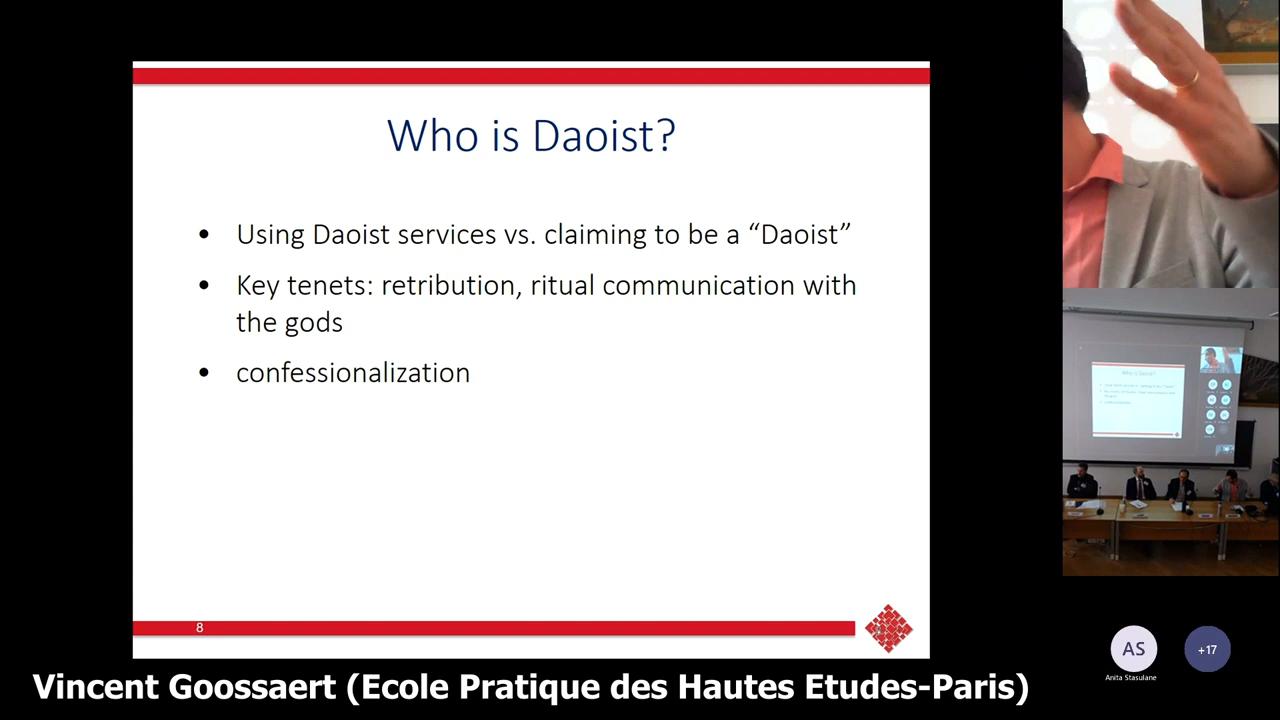 Who is Daoist?
• Using Daoist services vs. claiming to be a “Daoist”
• Key tenets: retribution, ritual communication with
the gods
• confessionalization
8
AS
+17
Anita Stasulane
Vincent Goossaert (Ecole Pratique des Hautes Etudes-Paris)